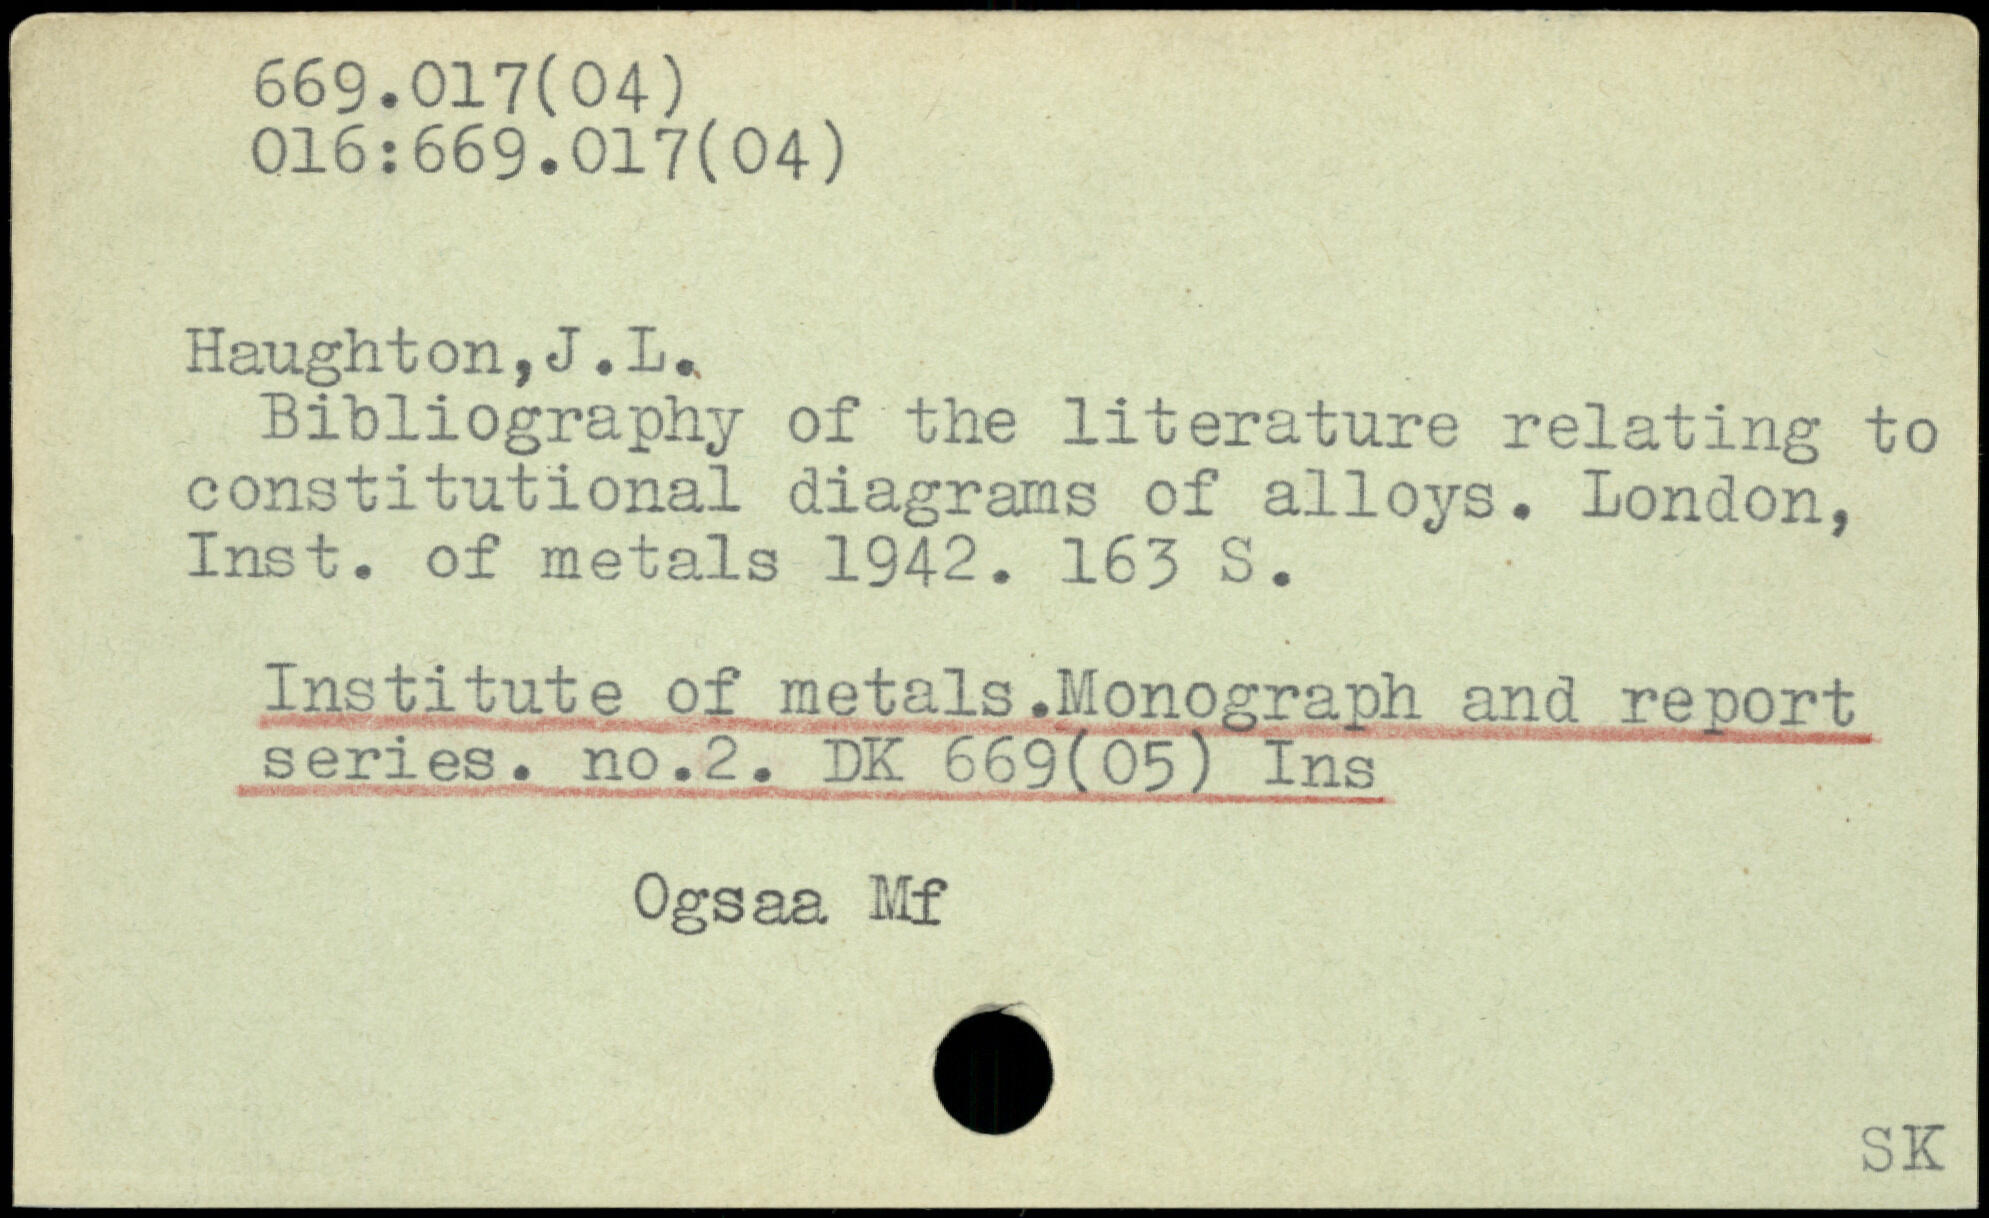 669.017(04)
016:669.017(04)
Haughton,J.L.
Bibliography of the literature relating to
constitutional diagrams of alloys. London,
Inst. of metals 1942. 163 S.
Institute of metals.Monograph and report
series. no.2. DK 669(05) Ins
Ogsaa Mf
SK